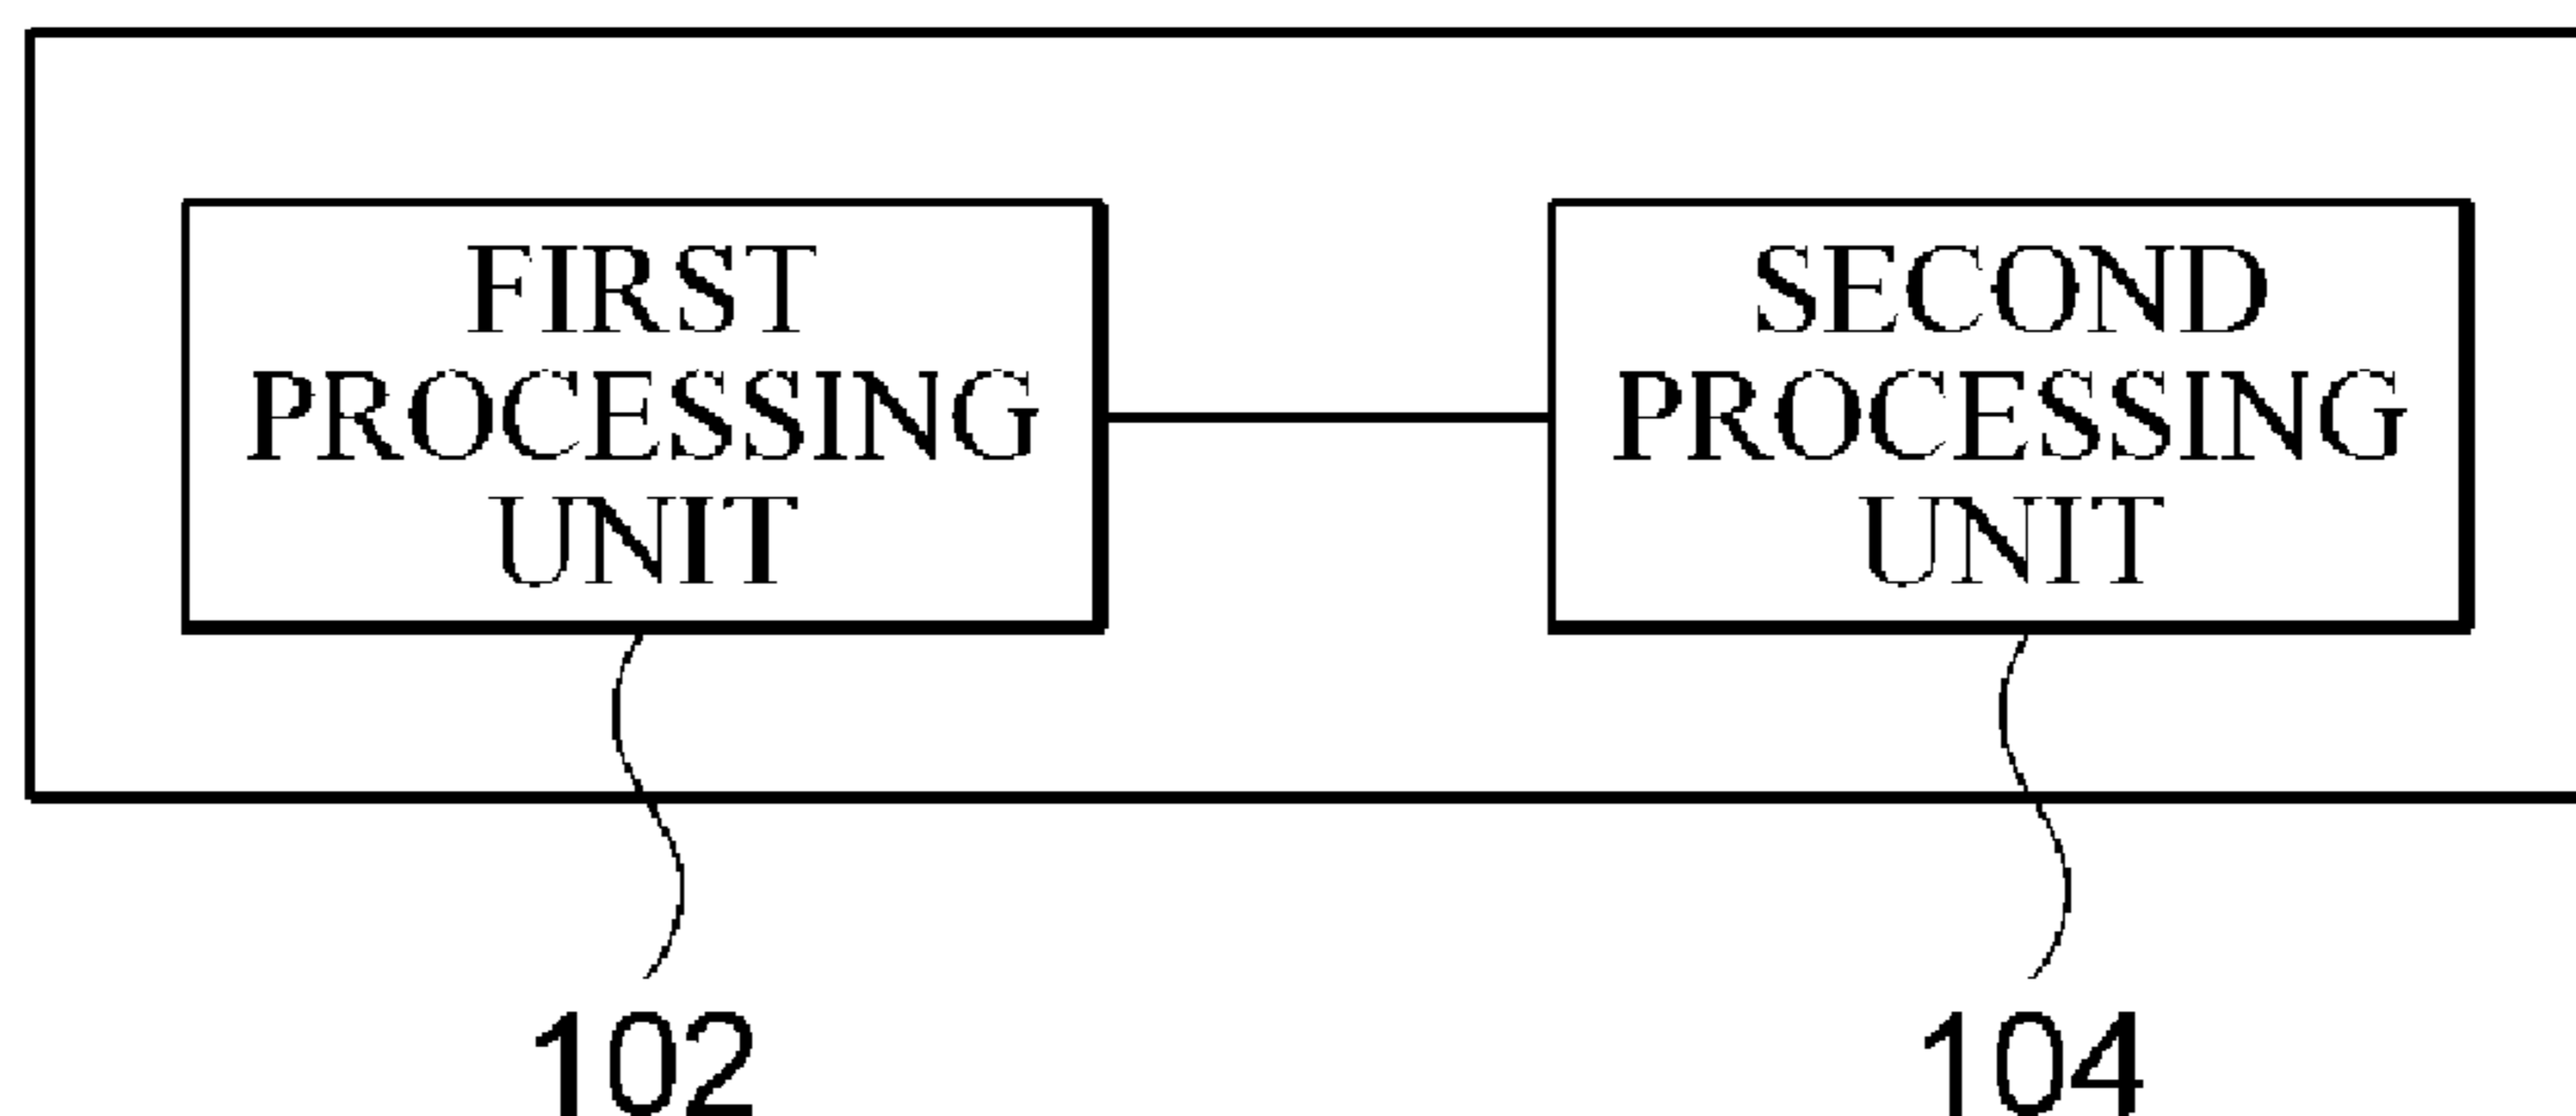 FIRST
PROCESSING
UNIT
SECOND
PROCESSING
UNIT
102
104